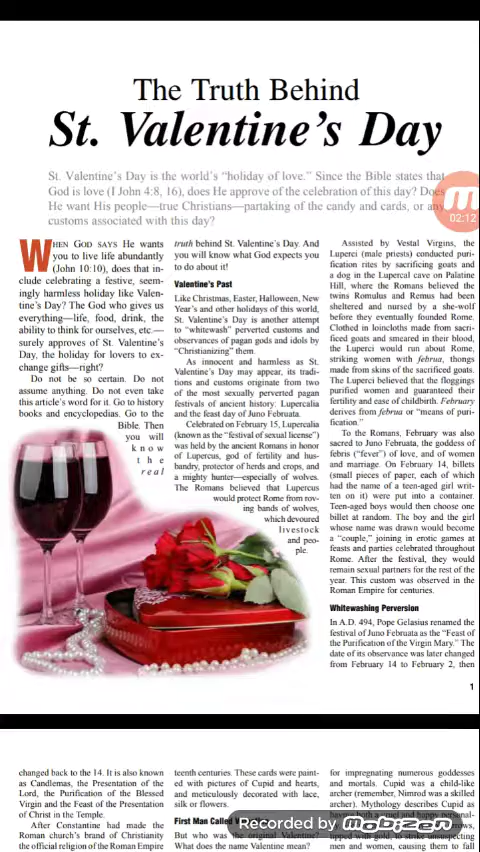 The Truth Behind
St. Valentine's Day
St. Valentine's Day is the world's "holiday of love." Since the Bible states that
God is love (I John 4:8, 16), does He approve of the celebration of this day? Does
He want His people—true Christians—partaking of the candy and cards, or any
customs associated with this day?
02:12
WHEN GOD SAYS He wants
you to live life abundantly
(John 10:10), does that in-
clude celebrating a festive, seem-
ingly harmless holiday like Valen-
tine's Day? The God who gives us
everything—life, food, drink, the
ability to think for ourselves, etc.—
surely approves of St. Valentine's
Day, the holiday for lovers to ex-
change gifts—right?
Do not be so certain. Do not
assume anything. Do not even take
this article's word for it. Go to history
books and encyclopedias. Go to the
Bible. Then
you will
know
the
real
truth behind St. Valentine's Day. And
you will know what God expects you
to do about it!
Valentine's Past
Like Christmas, Easter, Halloween, New
Year's and other holidays of this world,
St. Valentine's Day is another attempt
to "whitewash" perverted customs and
observances of pagan gods and idols by
"Christianizing" them.
As innocent and harmless as St.
Valentine's Day may appear, its tradi-
tions and customs originate from two
of the most sexually perverted pagan
festivals of ancient history: Lupercalia
and the feast day of Juno Februata.
Celebrated on February 15, Lupercalia
(known as the "festival of sexual license")
was held by the ancient Romans in honor
of Lupercus, god of fertility and hus-
bandry, protector of herds and crops, and
a mighty hunter—especially of wolves.
The Romans believed that Lupercus
would protect Rome from rov-
ing bands of wolves,
which devoured
livestock
and peo-
ple.
Assisted by Vestal Virgins, the
Luperci (male priests) conducted puri-
fication rites by sacrificing goats and
a dog in the Lupercal cave on Palatine
Hill, where the Romans believed the
twins Romulus and Remus had been
sheltered and nursed by a she-wolf
before they eventually founded Rome.
Clothed in loincloths made from sacri-
ficed goats and smeared in their blood,
the Luperci would run about Rome,
striking women with februa, thongs
made from skins of the sacrificed goats.
The Luperci believed that the floggings
purified women and guaranteed their
fertility and ease of childbirth. February
derives from februa or "means of puri-
fication."
To the Romans, February was also
sacred to Juno Februata, the goddess of
febris ("fever") of love, and of women
and marriage. On February 14, billets
(small pieces of paper, each of which
had the name of a teen-aged girl writ-
ten on it) were put into a container.
Teen-aged boys would then choose one
billet at random. The boy and the girl
whose name was drawn would become
a "couple," joining in erotic games at
feasts and parties celebrated throughout
Rome. After the festival, they would
remain sexual partners for the rest of the
year. This custom was observed in the
Roman Empire for centuries.
Whitewashing Perversion
In A.D. 494, Pope Gelasius renamed the
festival of Juno Februata as the "Feast of
the Purification of the Virgin Mary." The
date of its observance was later changed
from February 14 to February 2, then
1
changed back to the 14. It is also known
as Candlemas, the Presentation of the
Lord, the Purification of the Blessed
Virgin and the Feast of the Presentation
of Christ in the Temple.
After Constantine had made the
Roman church's brand of Christianity
the official religion of the Roman Empire
teenth centuries. These cards were paint-
ed with pictures of Cupid and hearts,
and meticulously decorated with lace,
silk or flowers.
First Man Called
But who was the original Valentine?
What does the name Valentine mean?
for impregnating numerous goddesses
and mortals. Cupid was a child-like
archer (remember, Nimrod was a skilled
archer). Mythology describes Cupid as
having both a cruel and happy personal-
tipped with gold, to strike unsuspecting
men and women, causing them to fall
Recorded by Mobizen